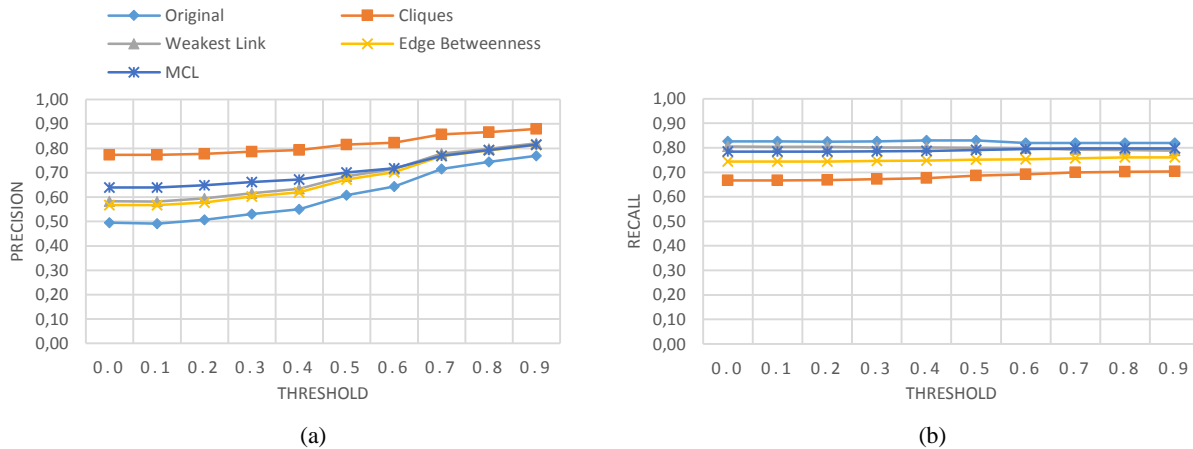 Original
Cliques
Weakest Link
Edge Betweenness
MCL
1,00
0,90
0,80
0,70
0,60
0,50
0,40
0,30
0,20
0,10
0,00
PRECISION
0.0 0.1 0.2 0.3 0.4 0.5 0.6 0.7 0.8 0.9
THRESHOLD
(a)
1,00
0,90
0,80
0,70
0,60
0,50
0,40
0,30
0,20
0,10
0,00
RECALL
0.0 0.1 0.2 0.3 0.4 0.5 0.6 0.7 0.8 0.9
THRESHOLD
(b)